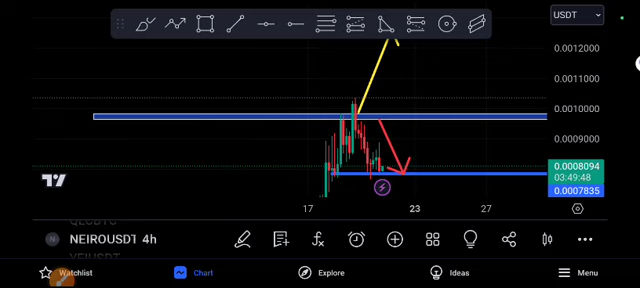 USDT
0.0012000
0.0011000
0.0010000
0.0009000
0.0008094
03:49:48
0.0007835
17
23
27
NEIROUSDT 4h
Watchlist
Chart
Explore
Ideas
Menu